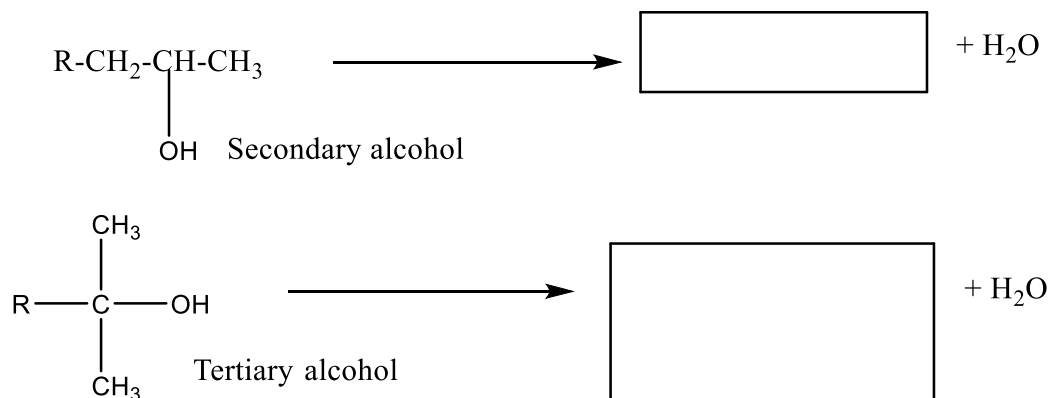 R-CH₂-CH-CH₃
+ H₂O
OH
Secondary alcohol
CH₃
R
C
OH
+ H₂O
CH₃
Tertiary alcohol